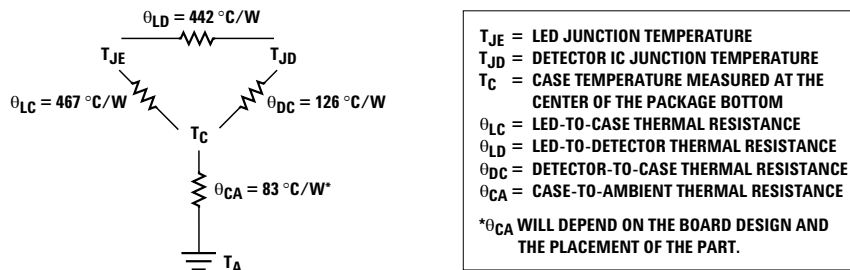 θLD = 442 °C/W
TJE
TJD
θLC = 467 °C/W
θDC = 126 °C/W
TC
θCA = 83 °C/W*
TA
TJE = LED JUNCTION TEMPERATURE
TJD = DETECTOR IC JUNCTION TEMPERATURE
TC = CASE TEMPERATURE MEASURED AT THE
CENTER OF THE PACKAGE BOTTOM
θLC = LED-TO-CASE THERMAL RESISTANCE
θLD = LED-TO-DETECTOR THERMAL RESISTANCE
θDC = DETECTOR-TO-CASE THERMAL RESISTANCE
θCA = CASE-TO-AMBIENT THERMAL RESISTANCE
*θCA WILL DEPEND ON THE BOARD DESIGN AND
THE PLACEMENT OF THE PART.